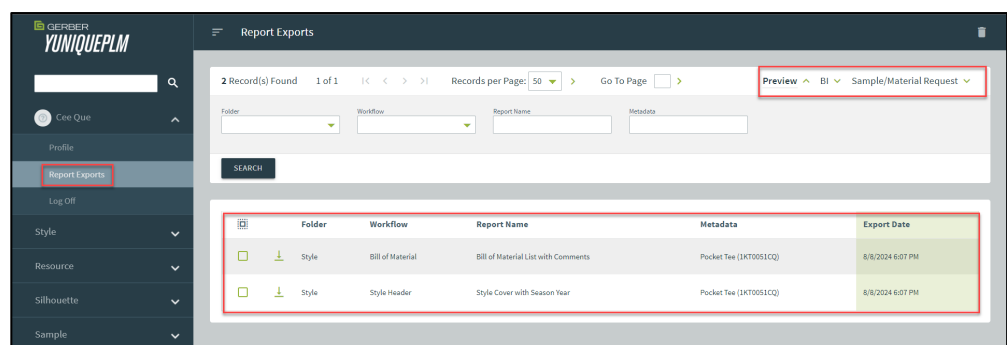 GERBER
YUNIQUEPLM
Report Exports
2 Record(s) Found 1 of 1 Records per Page: 50 Go To Page Preview BI Sample/Material Request
Cee Que
Profile
Report Exports
Log Off
Style
Resource
Silhouette
Sample
Folder Workflow Report Name Metadata
SEARCH
Folder Workflow Report Name Metadata Export Date
Style Bill of Material Bill of Material List with Comments Pocket Tee (1KT0051CQ) 8/8/2024 6:07 PM
Style Style Header Style Cover with Season Year Pocket Tee (1KT0051CQ) 8/8/2024 6:07 PM